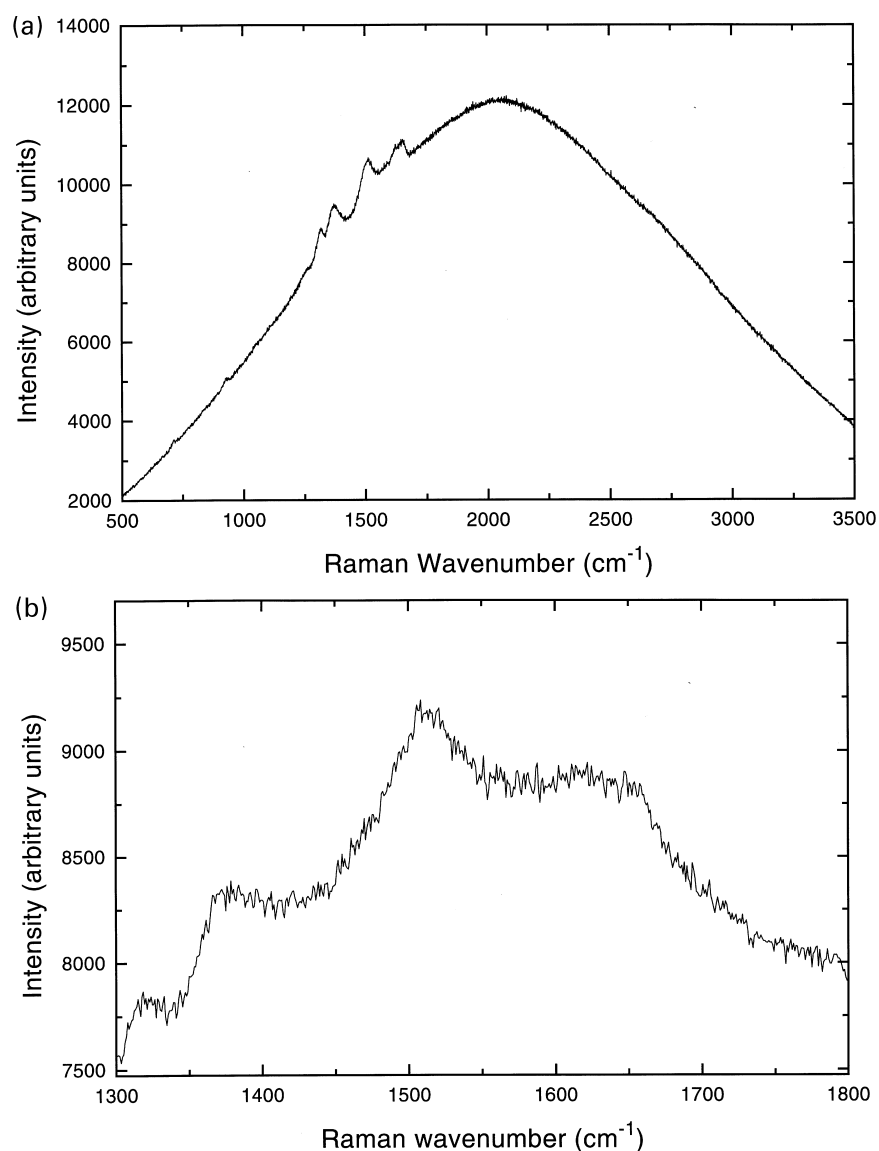 (a)
14000
12000
10000
8000
6000
4000
2000
Intensity (arbitrary units)
500 1000 1500 2000 2500 3000 3500
Raman Wavenumber (cm-1)
(b)
9500
9000
8500
8000
7500
Intensity (arbitrary units)
1300 1400 1500 1600 1700 1800
Raman wavenumber (cm-1)